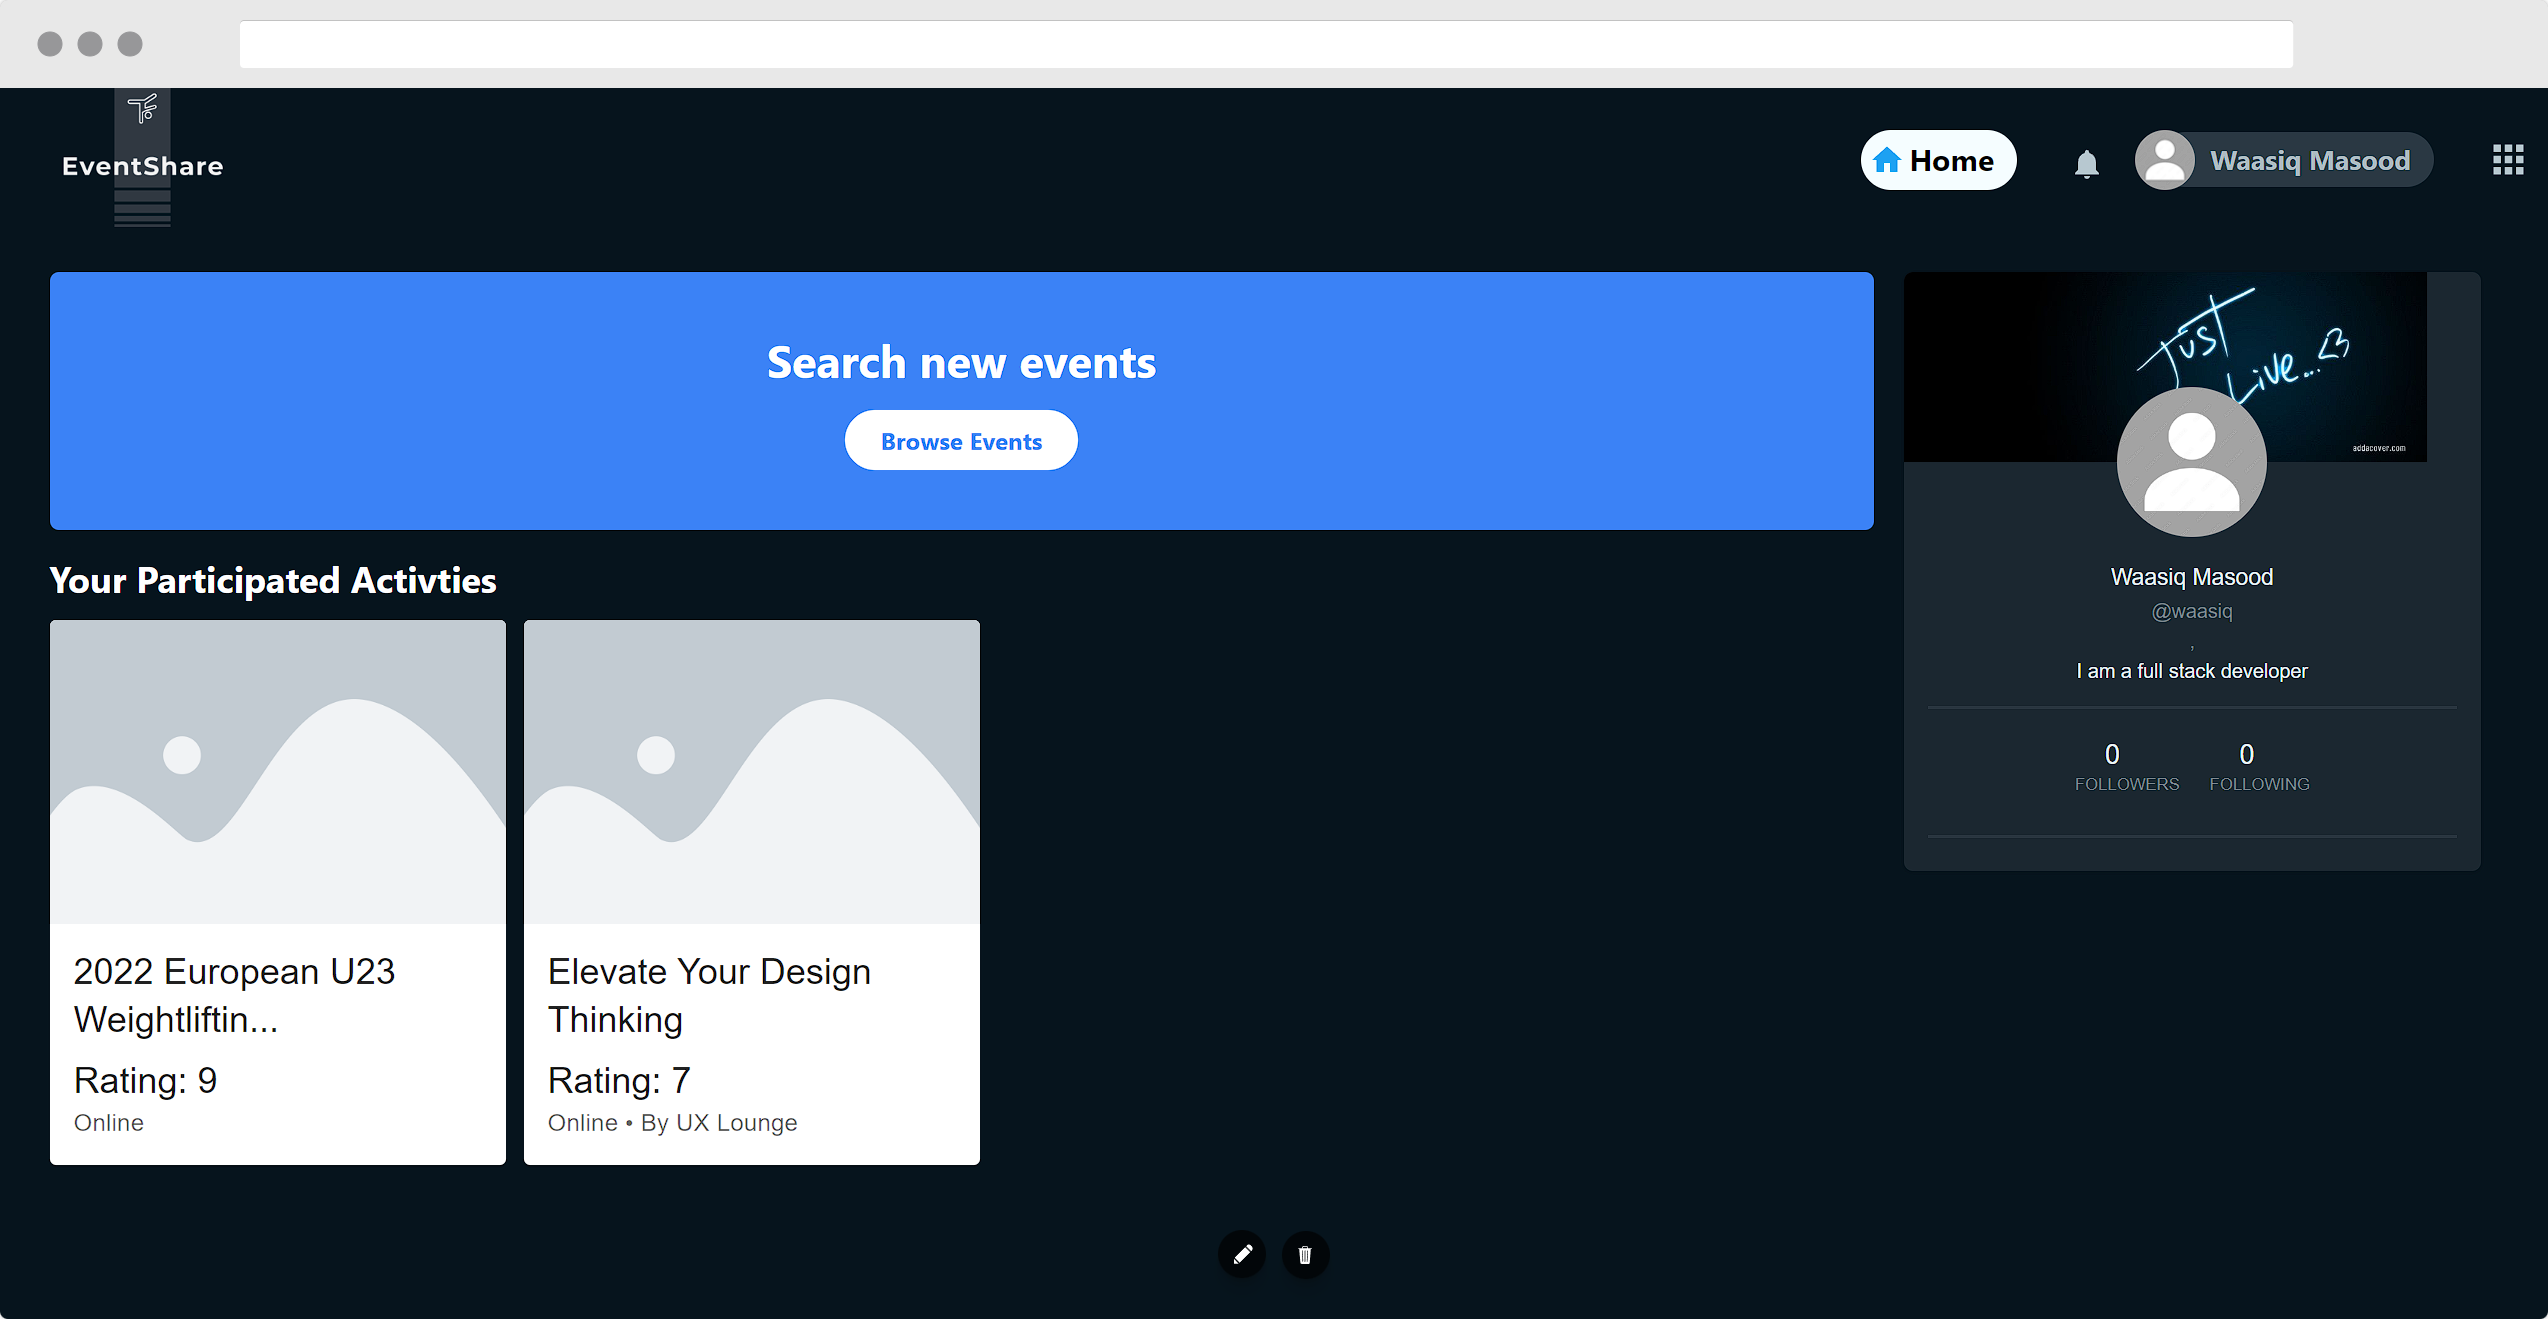 EventShare
Home
Waasiq Masood
Search new events
Browse Events
Just
Live...<3
addacover.com
Waasiq Masood
@waasiq
,
I am a full stack developer
0 0
FOLLOWERS FOLLOWING
Your Participated Activties
2022 European U23
Weightliftin...
Rating: 9
Online
Elevate Your Design
Thinking
Rating: 7
Online • By UX Lounge